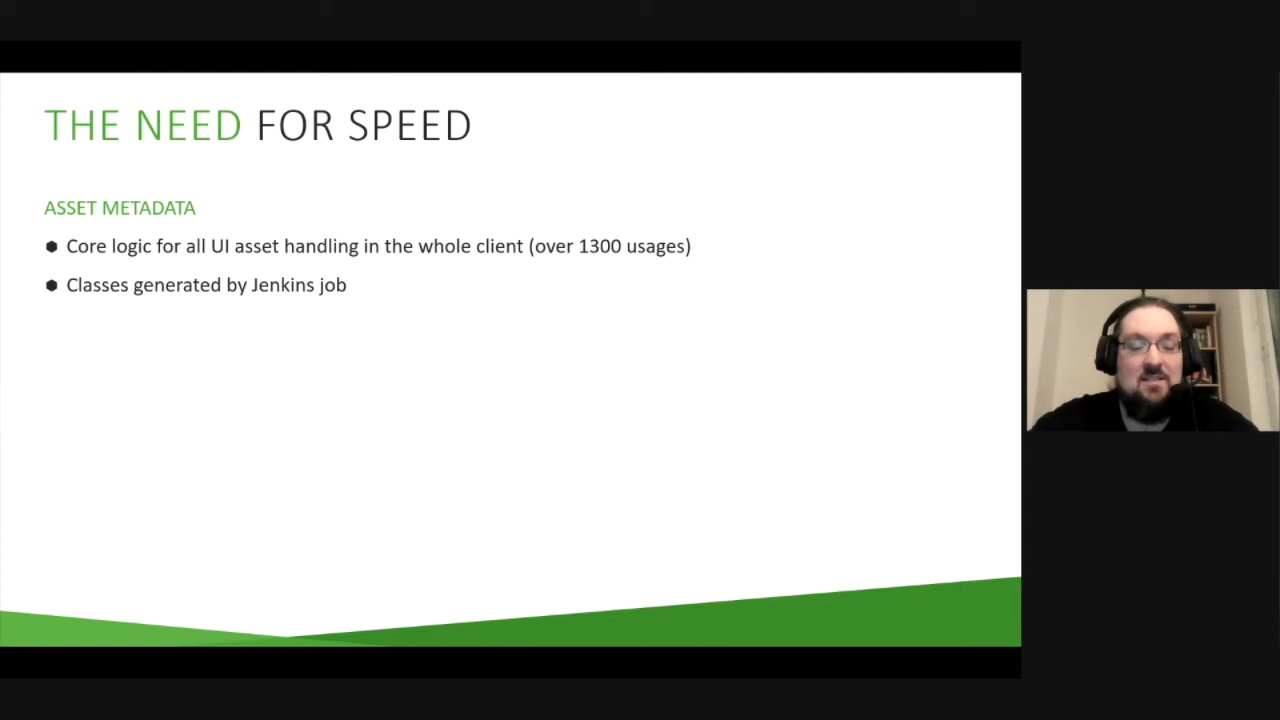 THE NEED FOR SPEED
ASSET METADATA
Core logic for all UI asset handling in the whole client (over 1300 usages)
Classes generated by Jenkins job